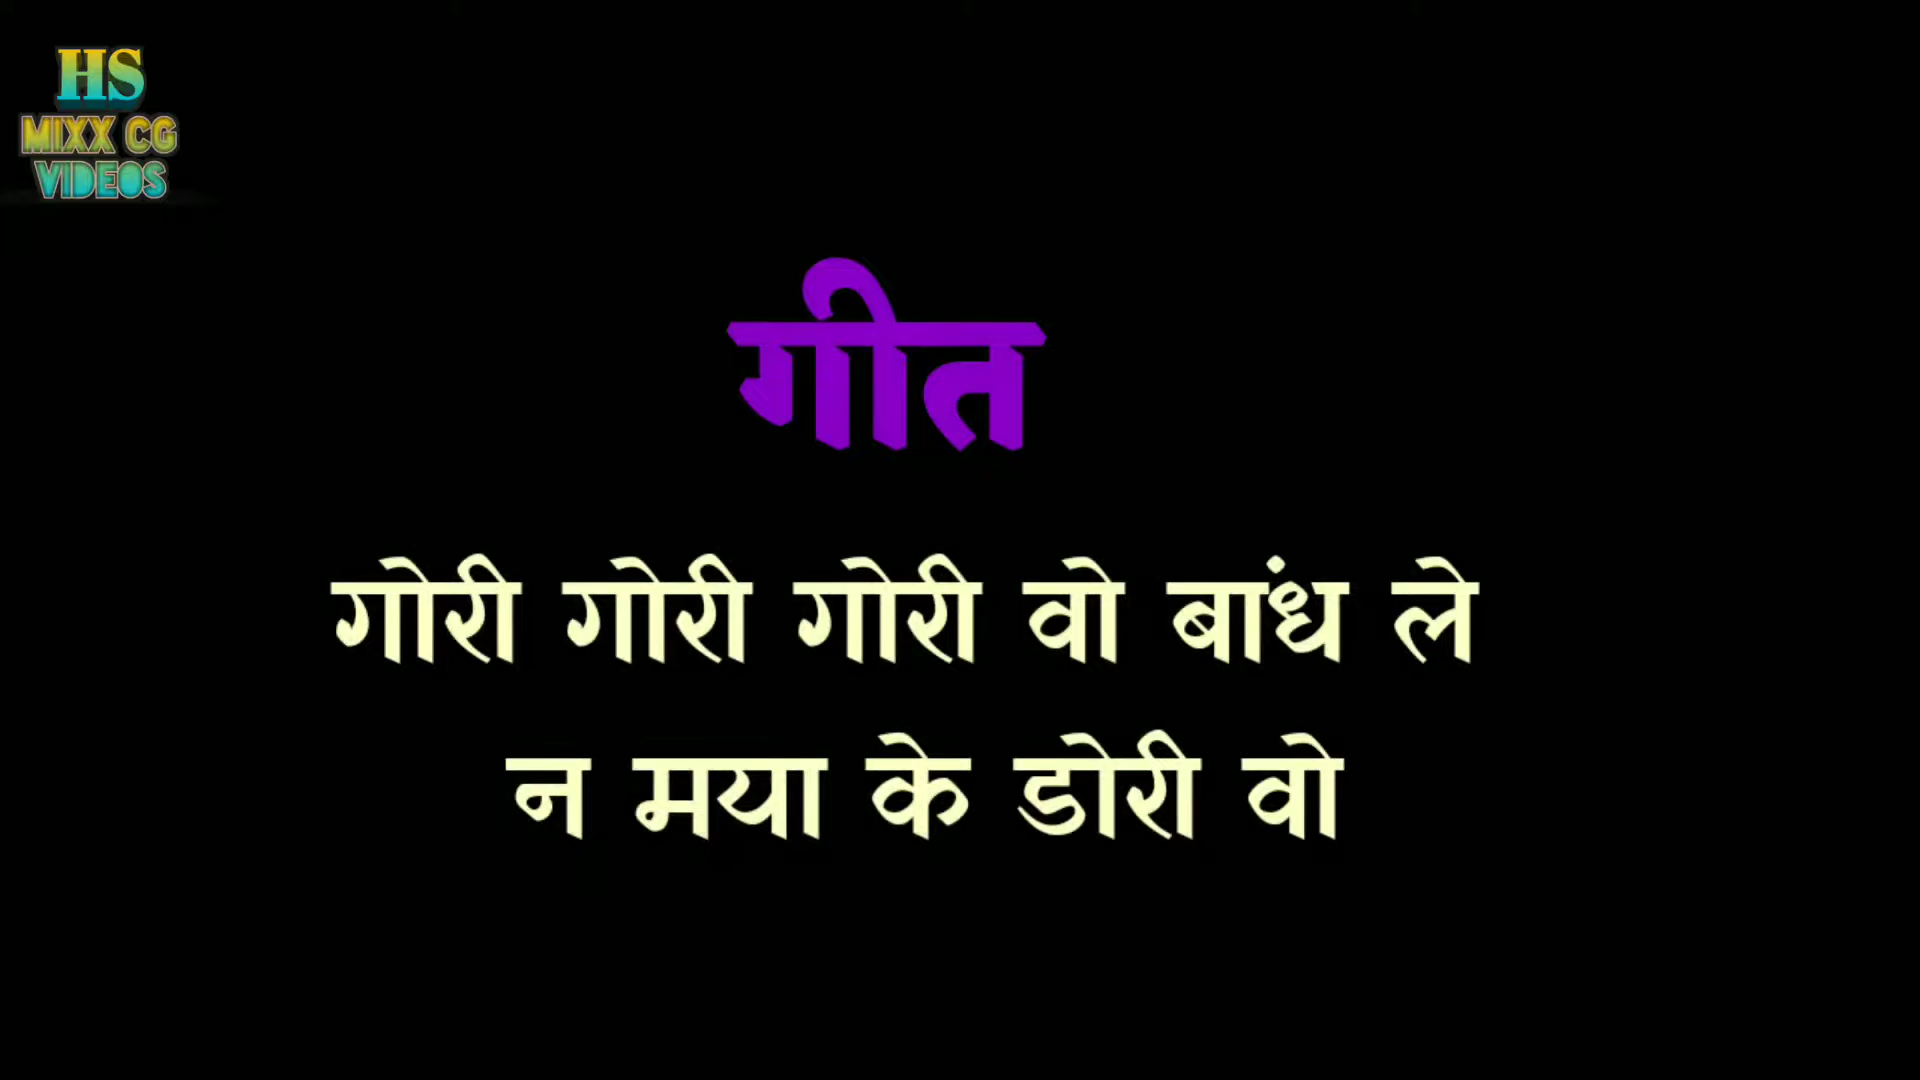 HS
MIXX CG
VIDEOS
गीत
गोरी गोरी गोरी वो बांध ले
न मया के डोरी वो